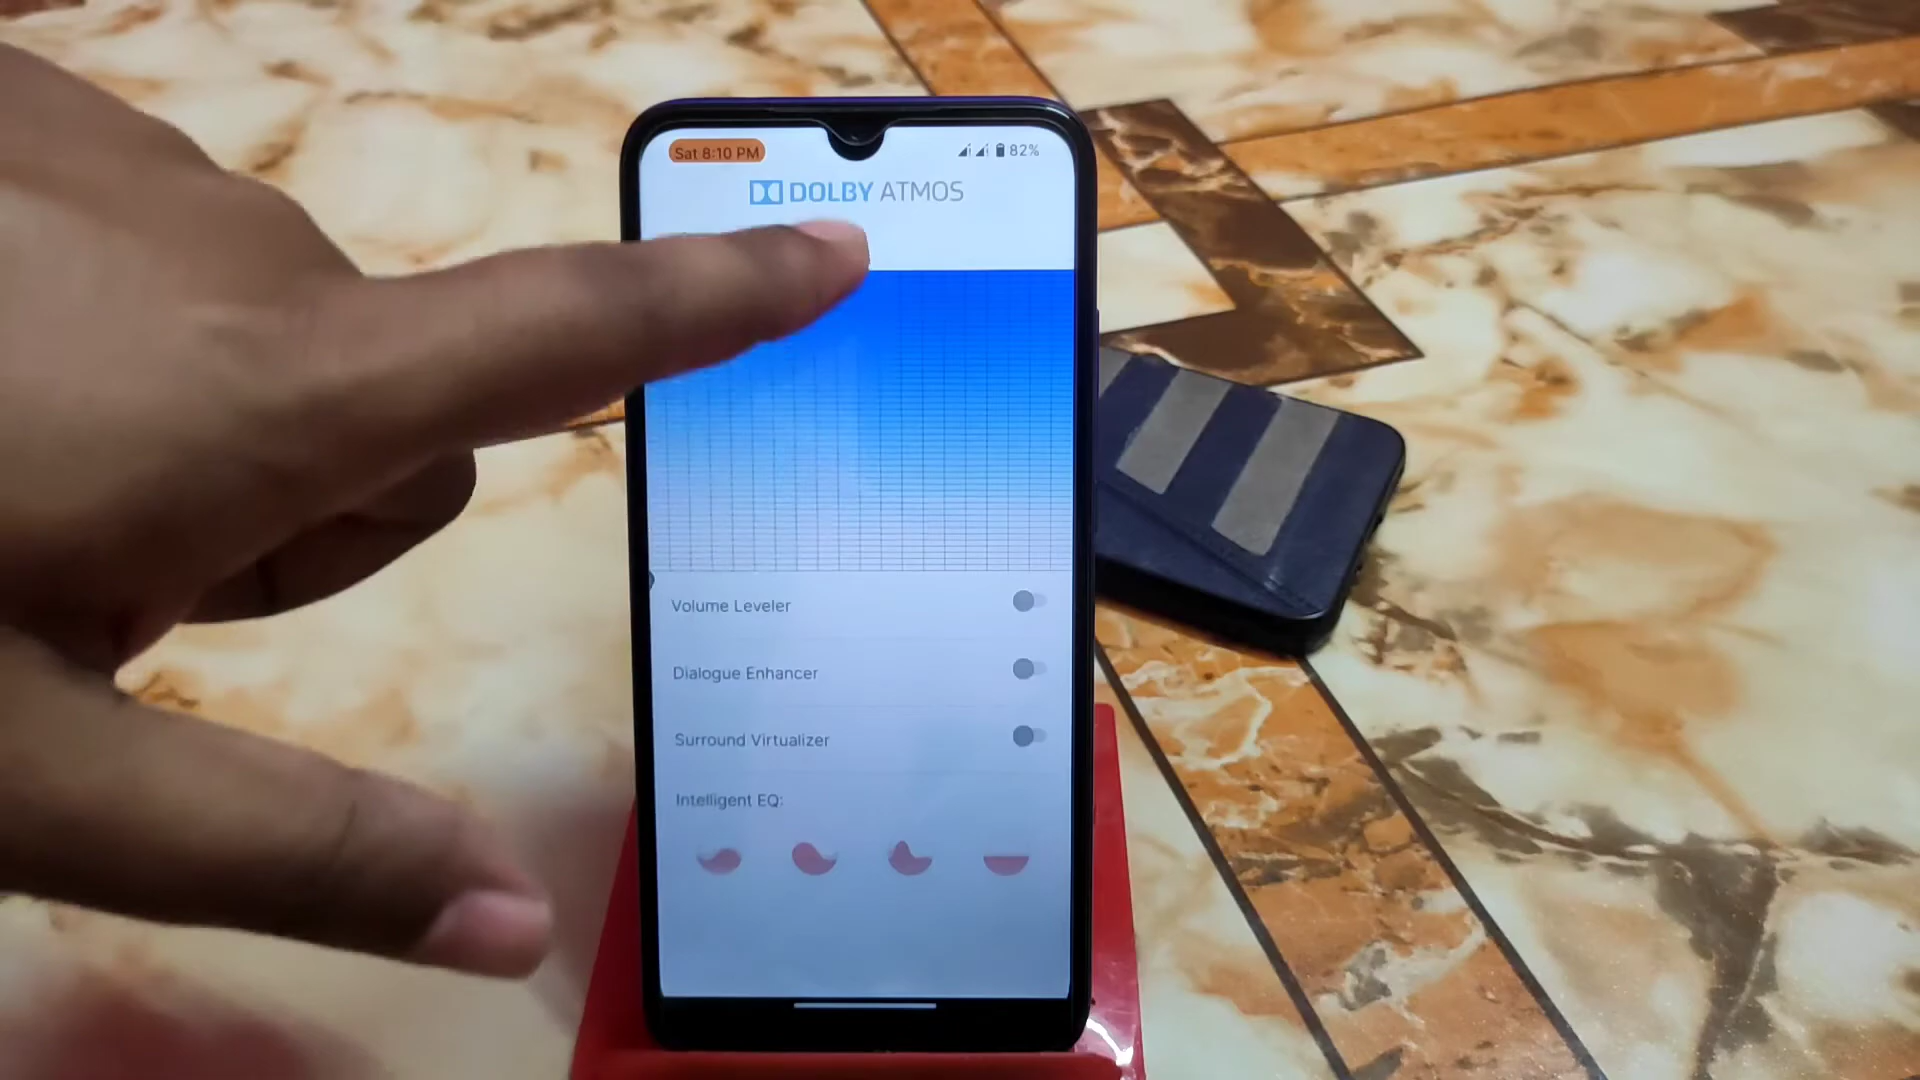 Sat 8:10 PM 82%
DOLBY ATMOS
Volume Leveler
Dialogue Enhancer
Surround Virtualizer
Intelligent EQ: